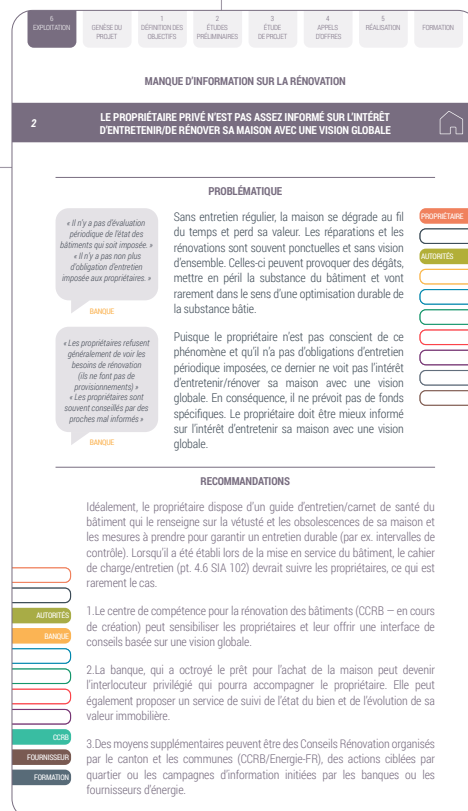 6
EXPLOITATION
GENÈSE DU
PROJET
1
DÉFINITION DES
OBJECTIFS
2
ÉTUDES
PRÉLIMINAIRES
3
ÉTUDE
DE PROJET
4
APPELS
D'OFFRES
5
RÉALISATION
FORMATION
MANQUE D'INFORMATION SUR LA RÉNOVATION
2
LE PROPRIÉTAIRE PRIVÉ N'EST PAS ASSEZ INFORMÉ SUR L'INTÉRÊT
D'ENTRETENIR/DE RÉNOVER SA MAISON AVEC UNE VISION GLOBALE
PROBLÉMATIQUE
« Il n'y a pas d'évaluation
périodique de l'état des
bâtiments qui soit imposée. »
« Il n'y a pas non plus
d'obligation d'entretien
imposée aux propriétaires. »
BANQUE
« Les propriétaires refusent
généralement de voir les
besoins de rénovation
(ils ne font pas de
provisionnements) »
« Les propriétaires sont
souvent conseillés par des
proches mal informés »
BANQUE
Sans entretien régulier, la maison se dégrade au fil
du temps et perd sa valeur. Les réparations et les
rénovations sont souvent ponctuelles et sans vision
d'ensemble. Celles-ci peuvent provoquer des dégâts,
mettre en péril la substance du bâtiment et vont
rarement dans le sens d'une optimisation durable de
la substance bâtie.
Puisque le propriétaire n'est pas conscient de ce
phénomène et qu'il n'a pas d'obligations d'entretien
périodique imposées, ce dernier ne voit pas l'intérêt
d'entretenir/rénover sa maison avec une vision
globale. En conséquence, il ne prévoit pas de fonds
spécifiques. Le propriétaire doit être mieux informé
sur l'intérêt d'entretenir sa maison avec une vision
globale.
PROPRIÉTAIRE
AUTORITÉS
RECOMMANDATIONS
Idéalement, le propriétaire dispose d'un guide d'entretien/carnet de santé du
bâtiment qui le renseigne sur la vétusté et les obsolescences de sa maison et
les mesures à prendre pour garantir un entretien durable (par ex. intervalles de
contrôle). Lorsqu'il a été établi lors de la mise en service du bâtiment, le cahier
de charge/entretien (pt. 4.6 SIA 102) devrait suivre les propriétaires, ce qui est
rarement le cas.
1.Le centre de compétence pour la rénovation des bâtiments (CCRB — en cours
de création) peut sensibiliser les propriétaires et leur offrir une interface de
conseils basée sur une vision globale.
2.La banque, qui a octroyé le prêt pour l'achat de la maison peut devenir
l'interlocuteur privilégié qui pourra accompagner le propriétaire. Elle peut
également proposer un service de suivi de l'état du bien et de l'évolution de sa
valeur immobilière.
3.Des moyens supplémentaires peuvent être des Conseils Rénovation organisés
par le canton et les communes (CCRB/Energie-FR), des actions ciblées par
quartier ou les campagnes d'information initiées par les banques ou les
fournisseurs d'énergie.
AUTORITÉS
BANQUE
CCRB
FOURNISSEUR
FORMATION